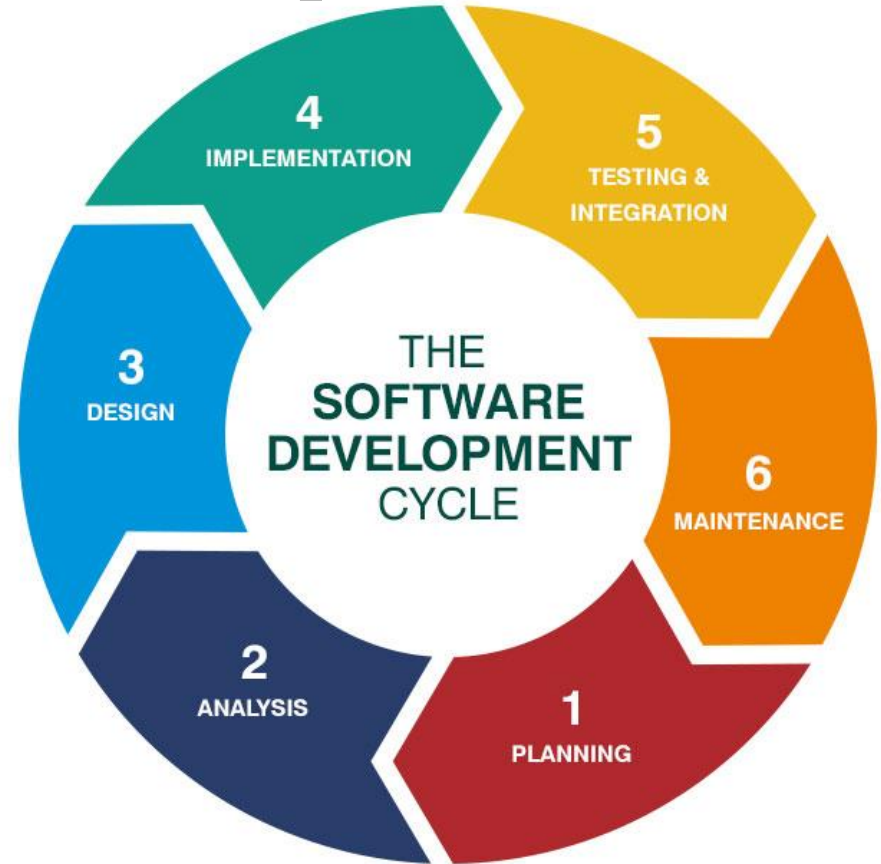 THE
SOFTWARE
DEVELOPMENT
CYCLE
1
PLANNING
2
ANALYSIS
3
DESIGN
4
IMPLEMENTATION
5
TESTING &
INTEGRATION
6
MAINTENANCE